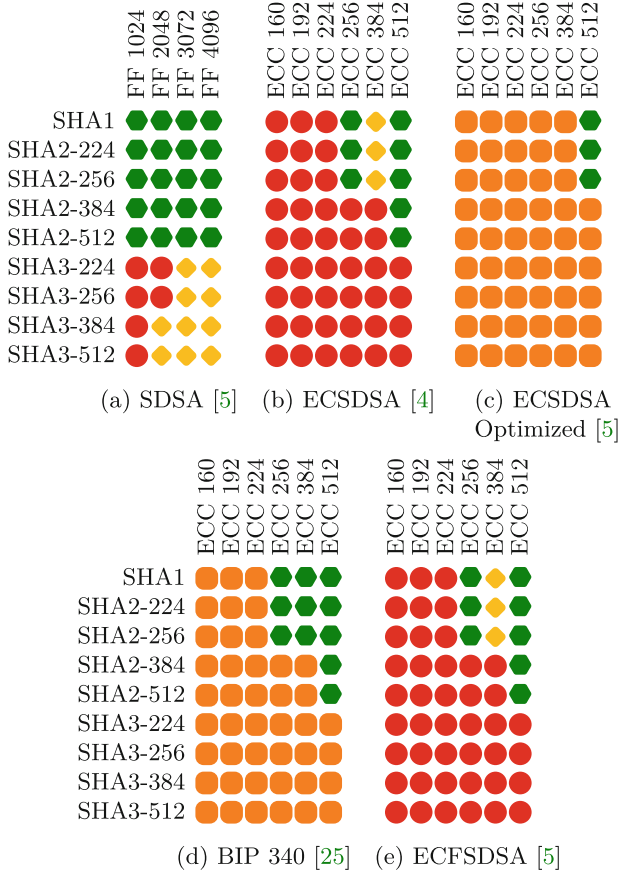 FF 1024
FF 2048
FF 3072
FF 4096
ECC 160
ECC 192
ECC 224
ECC 256
ECC 384
ECC 512
ECC 160
ECC 192
ECC 224
ECC 256
ECC 384
ECC 512
SHA1
SHA2-224
SHA2-256
SHA2-384
SHA2-512
SHA3-224
SHA3-256
SHA3-384
SHA3-512
(a) SDSA [5]
(b) ECSDSA [4]
(c) ECSDSA
Optimized [5]
ECC 160
ECC 192
ECC 224
ECC 256
ECC 384
ECC 512
ECC 160
ECC 192
ECC 224
ECC 256
ECC 384
ECC 512
SHA1
SHA2-224
SHA2-256
SHA2-384
SHA2-512
SHA3-224
SHA3-256
SHA3-384
SHA3-512
(d) BIP 340 [25]
(e) ECFSDSA [5]